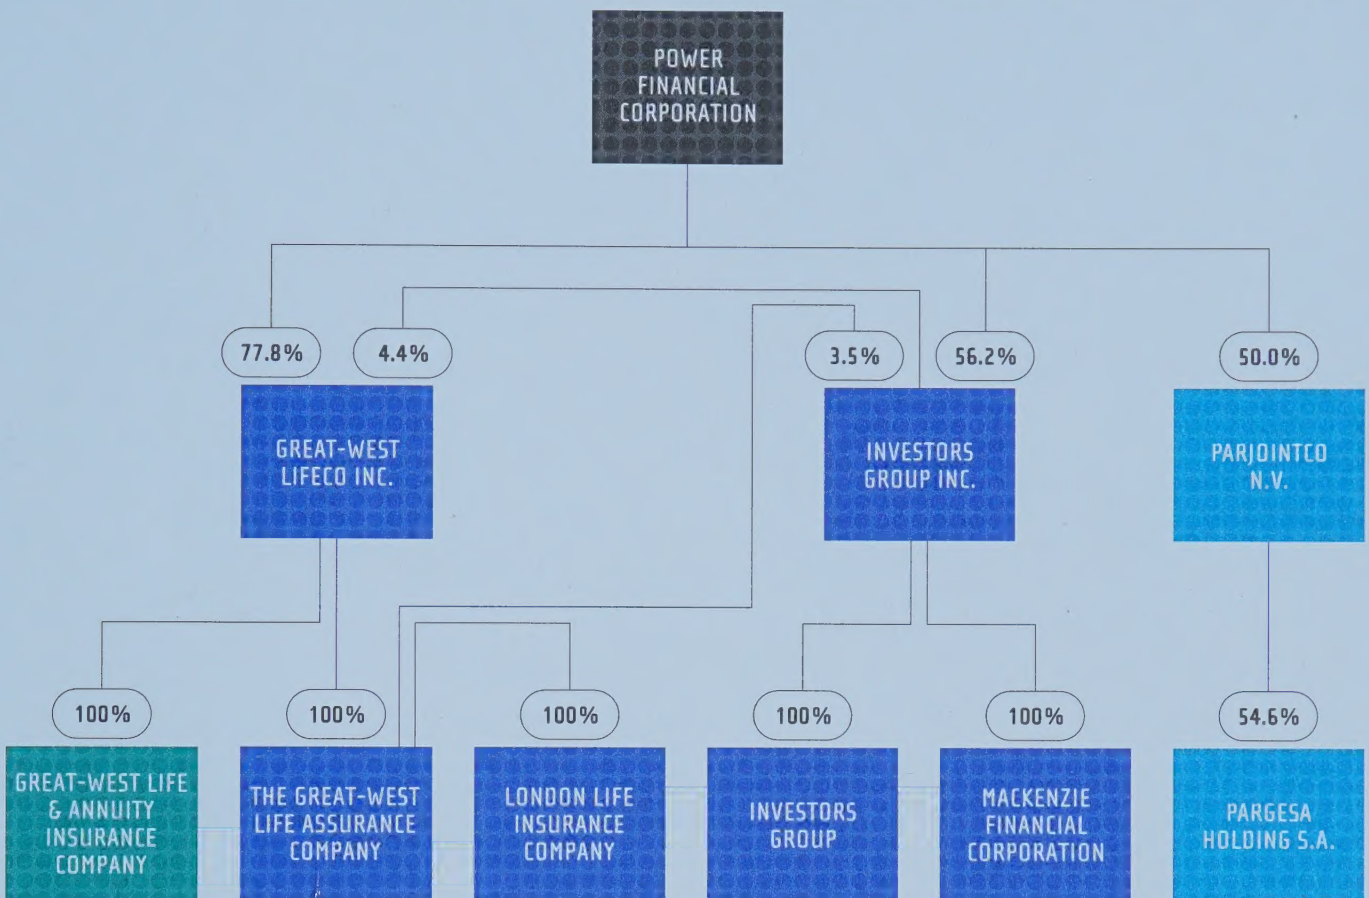 POWER
FINANCIAL
CORPORATION
77.8%
4.4%
3.5%
56.2%
50.0%
GREAT-WEST
LIFECO INC.
INVESTORS
GROUP INC.
PARJOINTCO
N.V.
100%
100%
100%
100%
100%
54.6%
GREAT-WEST LIFE
& ANNUITY
INSURANCE
COMPANY
THE GREAT-WEST
LIFE ASSURANCE
COMPANY
LONDON LIFE
INSURANCE
COMPANY
INVESTORS
GROUP
MACKENZIE
FINANCIAL
CORPORATION
PARGESA
HOLDING S.A.